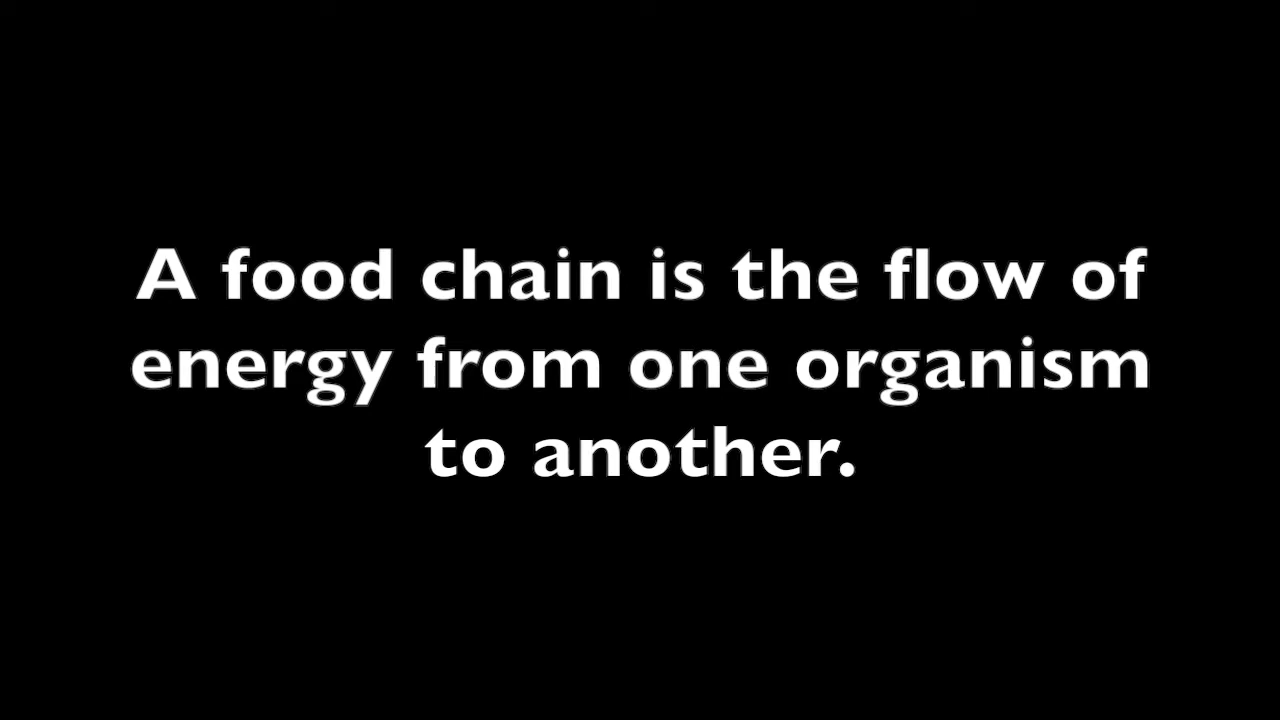 A food chain is the flow of
energy from one organism
to another.